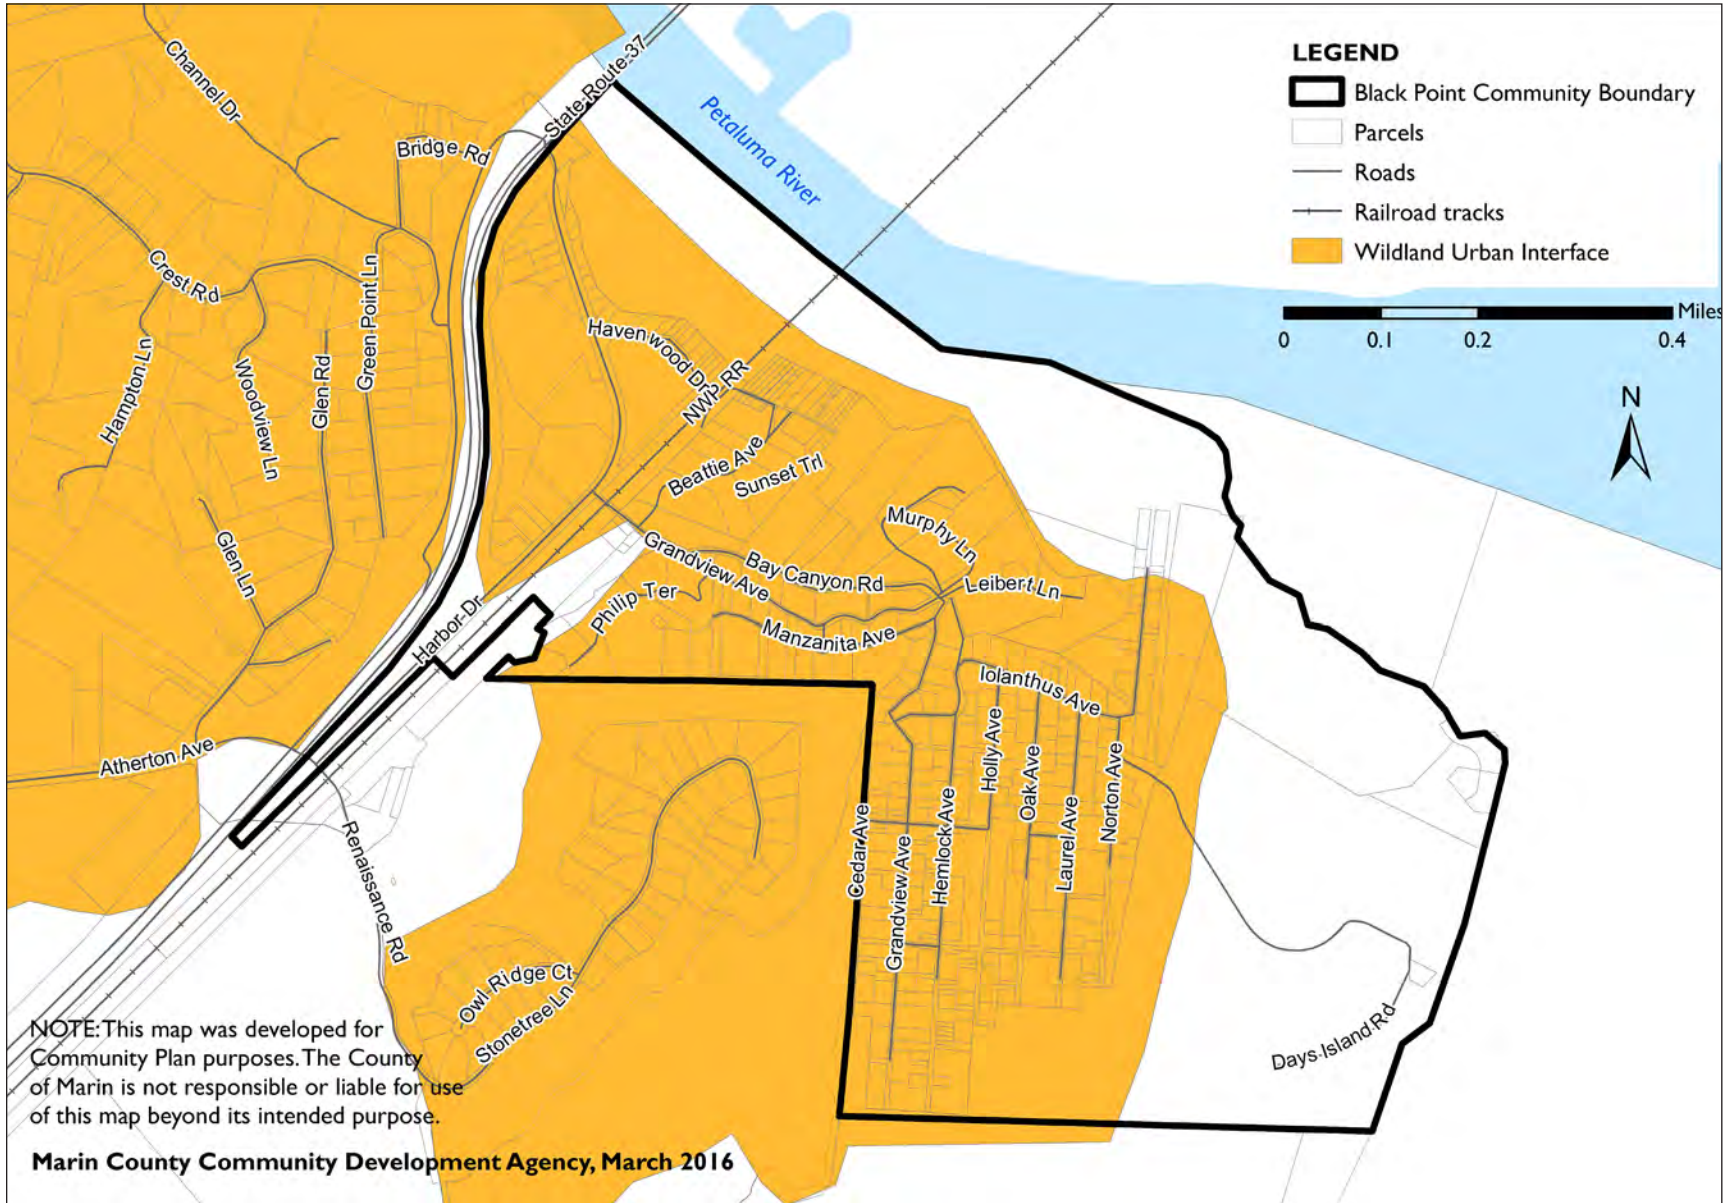 LEGEND
Black Point Community Boundary
Parcels
Roads
Railroad tracks
Wildland Urban Interface
Miles
0 0.1 0.2 0.4
N
Channel Dr
State Route 37
Bridge Rd
Petaluma River
Crest Rd
Green Point Ln
Hampton Ln
Woodview Ln
Glen Rd
Havenwood Dr
NWP RR
Beattie Ave
Sunset Trl
Glen Ln
Murphy Ln
Grandview Ave
Bay Canyon Rd
Leibert Ln
Philip Ter
Harbor Dr
Manzanita Ave
Iolanthus Ave
Atherton Ave
Holly Ave
Oak Ave
Norton Ave
Cedar Ave
Hemlock Ave
Laurel Ave
Grandview Ave
Renaissance Rd
Owl Ridge Ct
Stonetree Ln
Days Island Rd
NOTE: This map was developed for
Community Plan purposes. The County
of Marin is not responsible or liable for use
of this map beyond its intended purpose.
Marin County Community Development Agency, March 2016